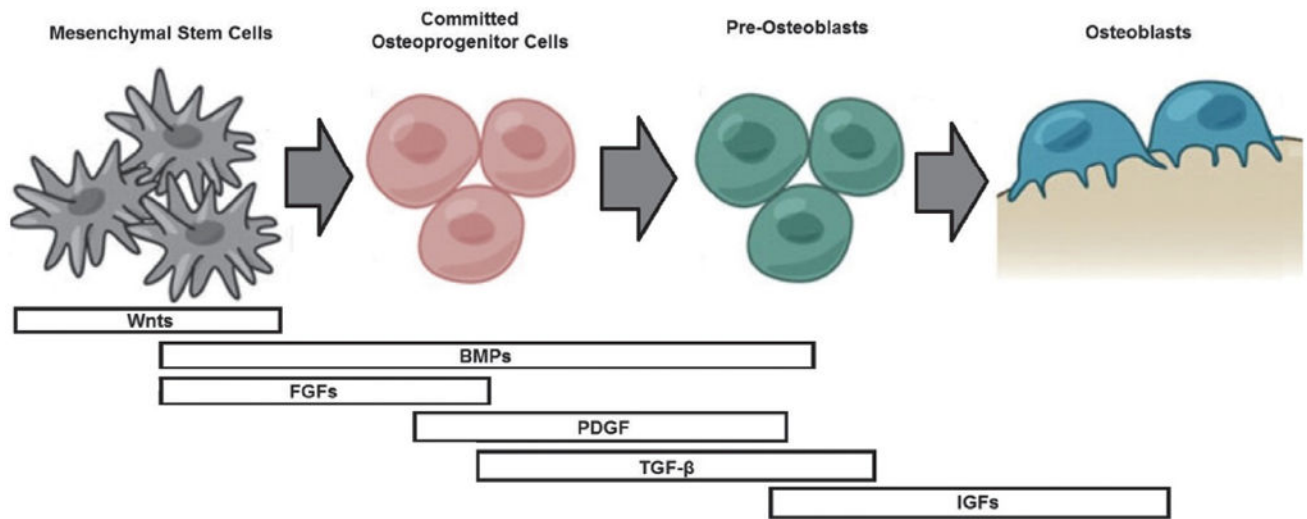 Mesenchymal Stem Cells
Committed
Osteoprogenitor Cells
Pre-Osteoblasts
Osteoblasts
Wnts
BMPs
FGFs
PDGF
TGF-β
IGFs